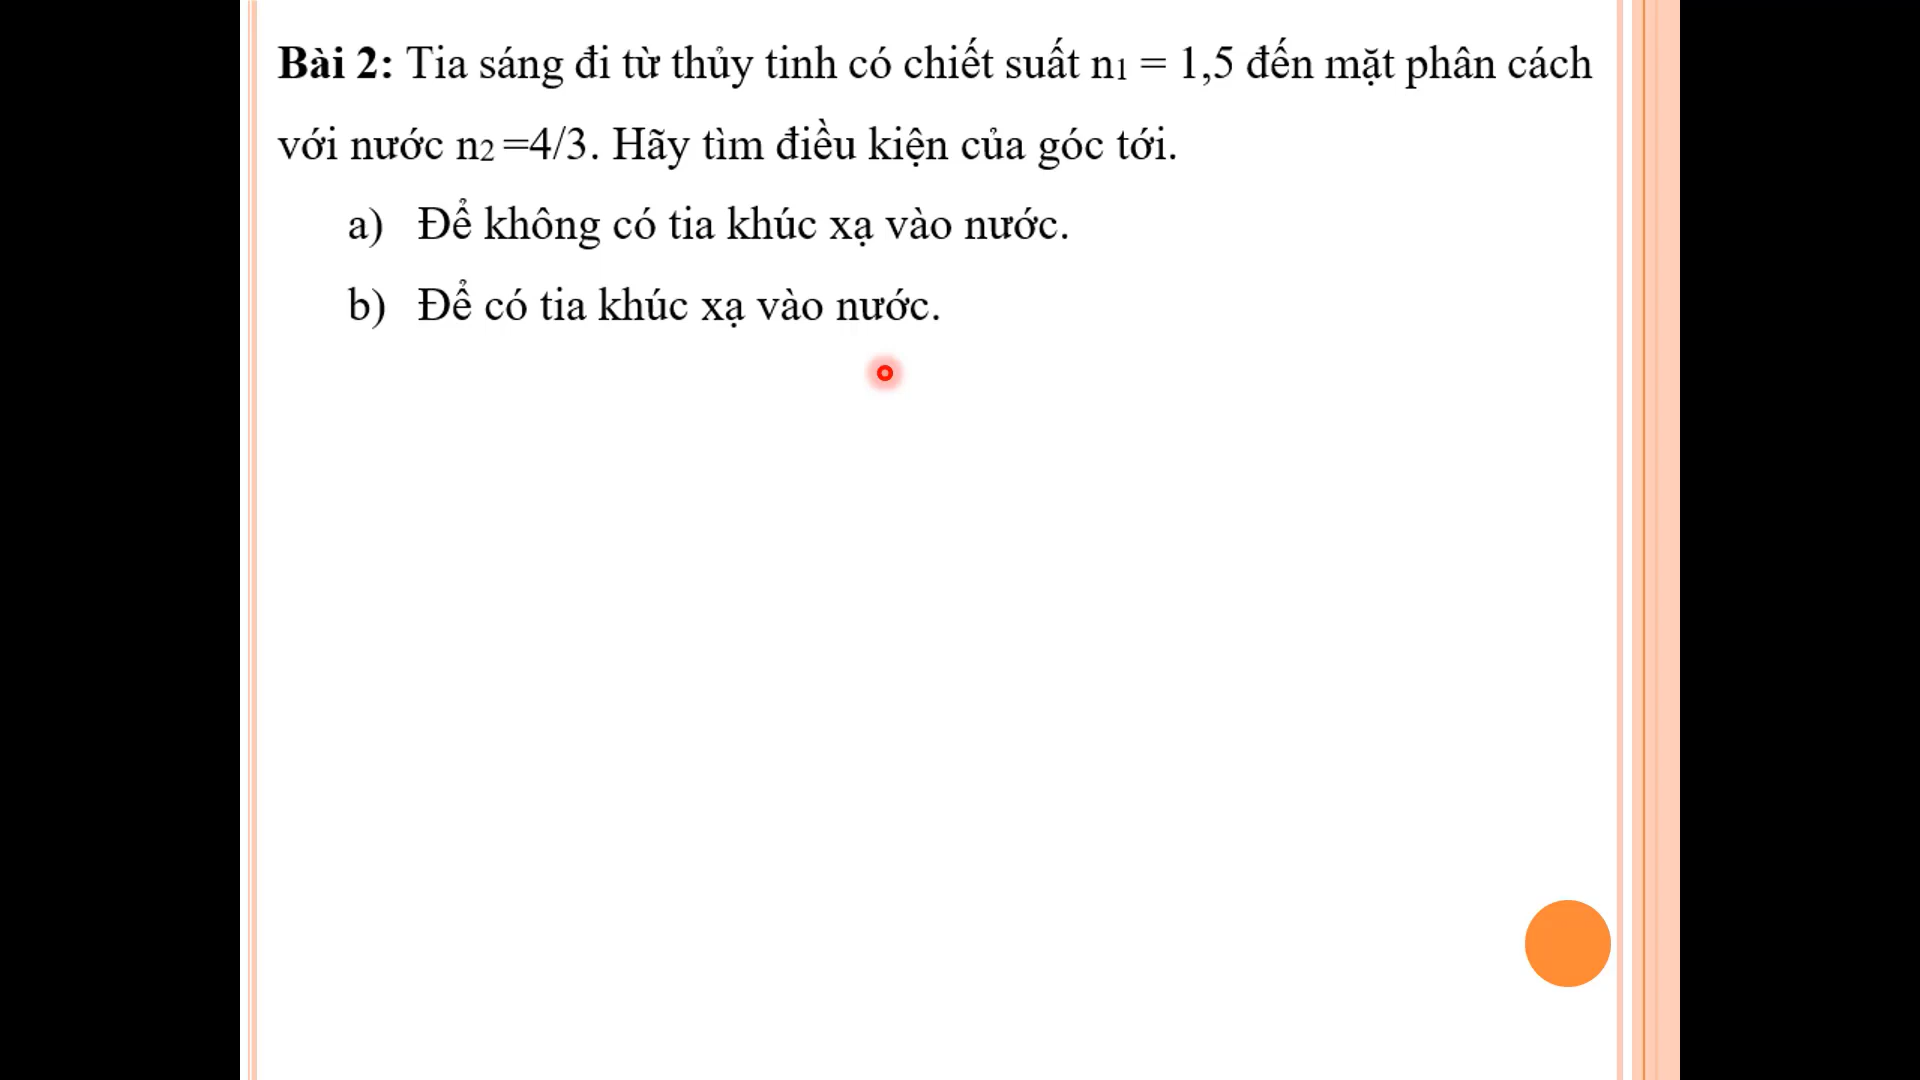 Bài 2: Tia sáng đi từ thủy tinh có chiết suất n1 = 1,5 đến mặt phân cách
với nước n2 =4/3. Hãy tìm điều kiện của góc tới.
a) Để không có tia khúc xạ vào nước.
b) Để có tia khúc xạ vào nước.